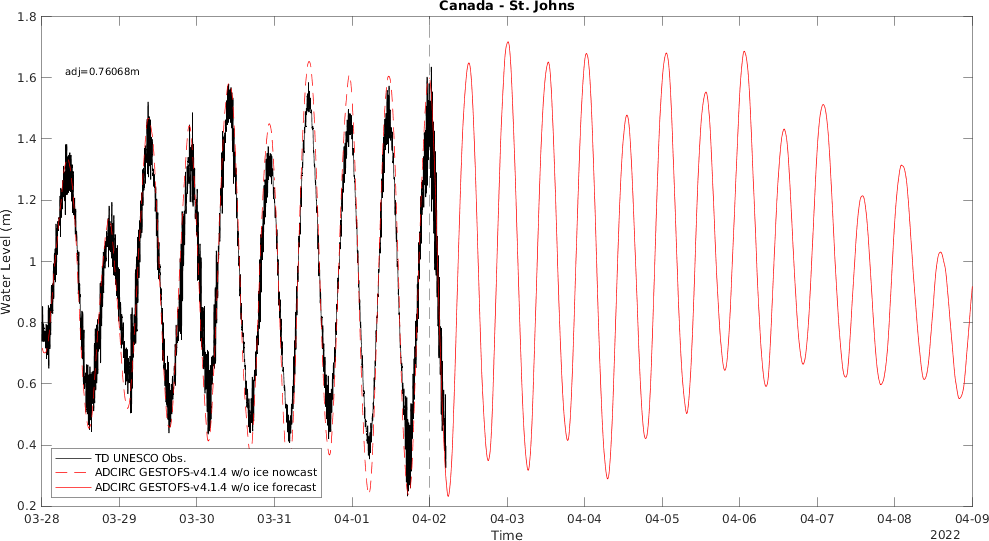 Canada - St. Johns
1.8
adj=0.76068m
1.6
1.4
1.2
1
0.8
0.6
0.4
0.2
Water Level (m)
TD UNESCO Obs.
ADCIRC GESTOFS-v4.1.4 w/o ice nowcast
ADCIRC GESTOFS-v4.1.4 w/o ice forecast
03-28 03-29 03-30 03-31 04-01 04-02 04-03 04-04 04-05 04-06 04-07 04-08 04-09
Time
2022